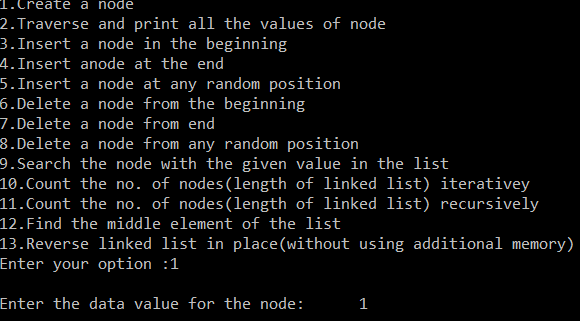 1.Create a node
2.Traverse and print all the values of node
3.Insert a node in the beginning
4.Insert anode at the end
5.Insert a node at any random position
6.Delete a node from the beginning
7.Delete a node from end
8.Delete a node from any random position
9.Search the node with the given value in the list
10.Count the no. of nodes(length of linked list) iterativey
11.Count the no. of nodes(length of linked list) recursively
12.Find the middle element of the list
13.Reverse linked list in place(without using additional memory)
Enter your option :1
Enter the data value for the node:      1